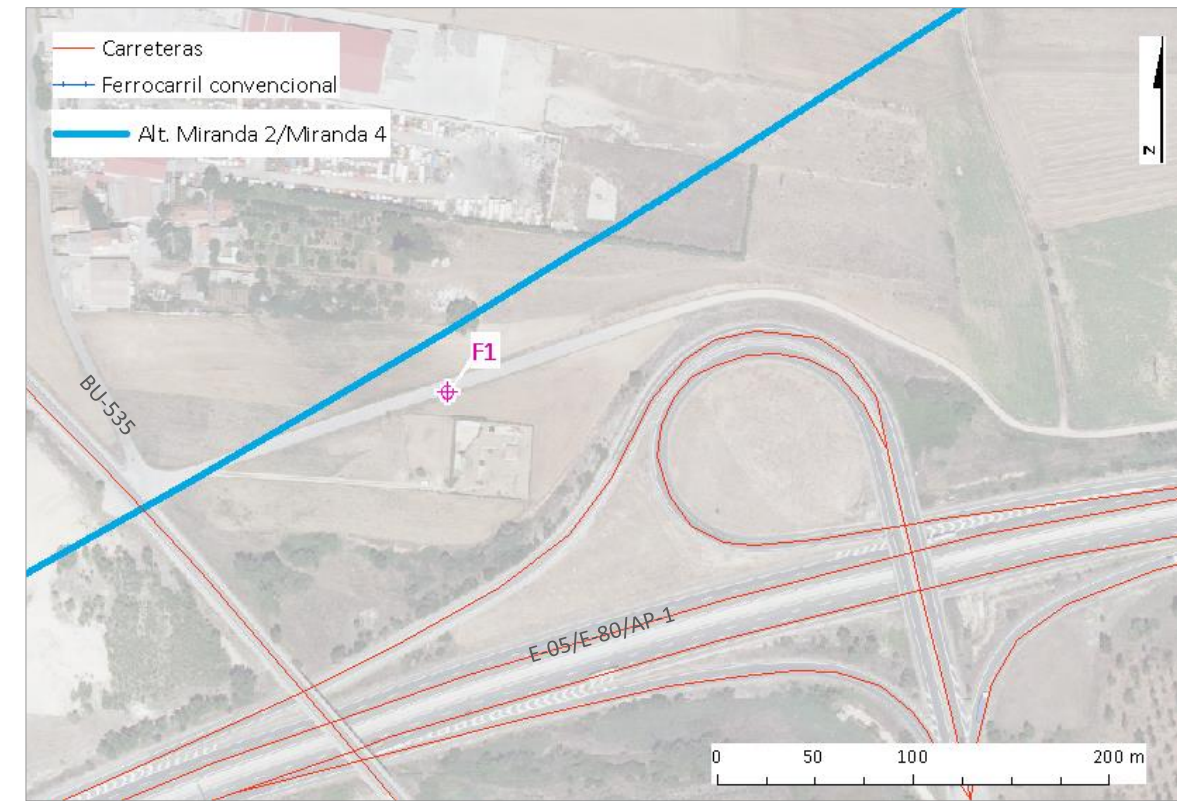 Carreteras
Ferrocarril convencional
Alt. Miranda 2/Miranda 4
N
F1
BU-535
E-05/E-80/AP-1
0 50 100 200 m